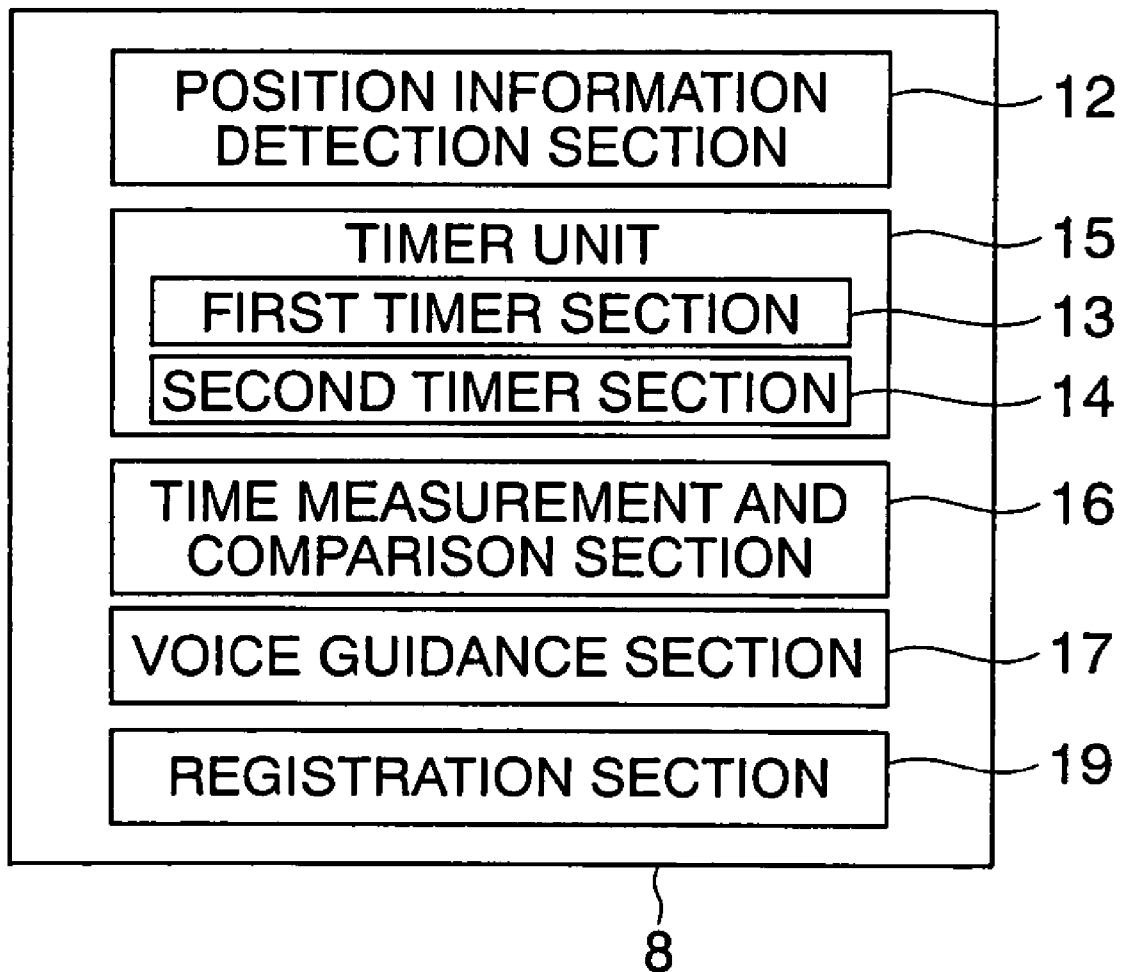 POSITION INFORMATION
DETECTION SECTION
12
TIMER UNIT
15
FIRST TIMER SECTION
13
SECOND TIMER SECTION
14
TIME MEASUREMENT AND
COMPARISON SECTION
16
VOICE GUIDANCE SECTION
17
REGISTRATION SECTION
19
8